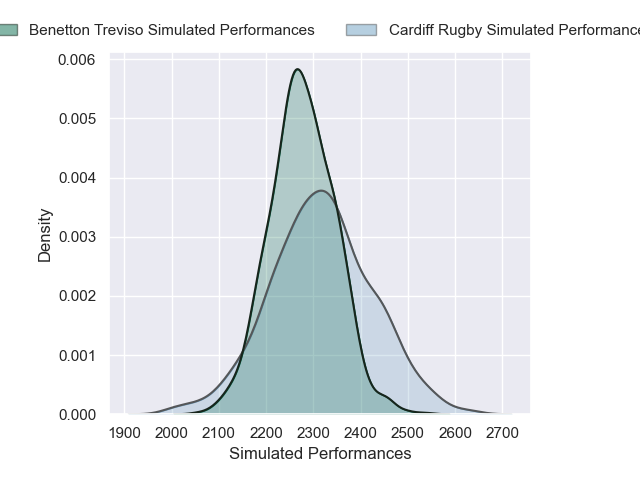 Benetton Treviso Simulated Performances
Cardiff Rugby Simulated Performance
0.006
0.005
0.004
0.003
0.002
0.001
0.000
Density
1900 2000 2100 2200 2300 2400 2500 2600 2700
Simulated Performances